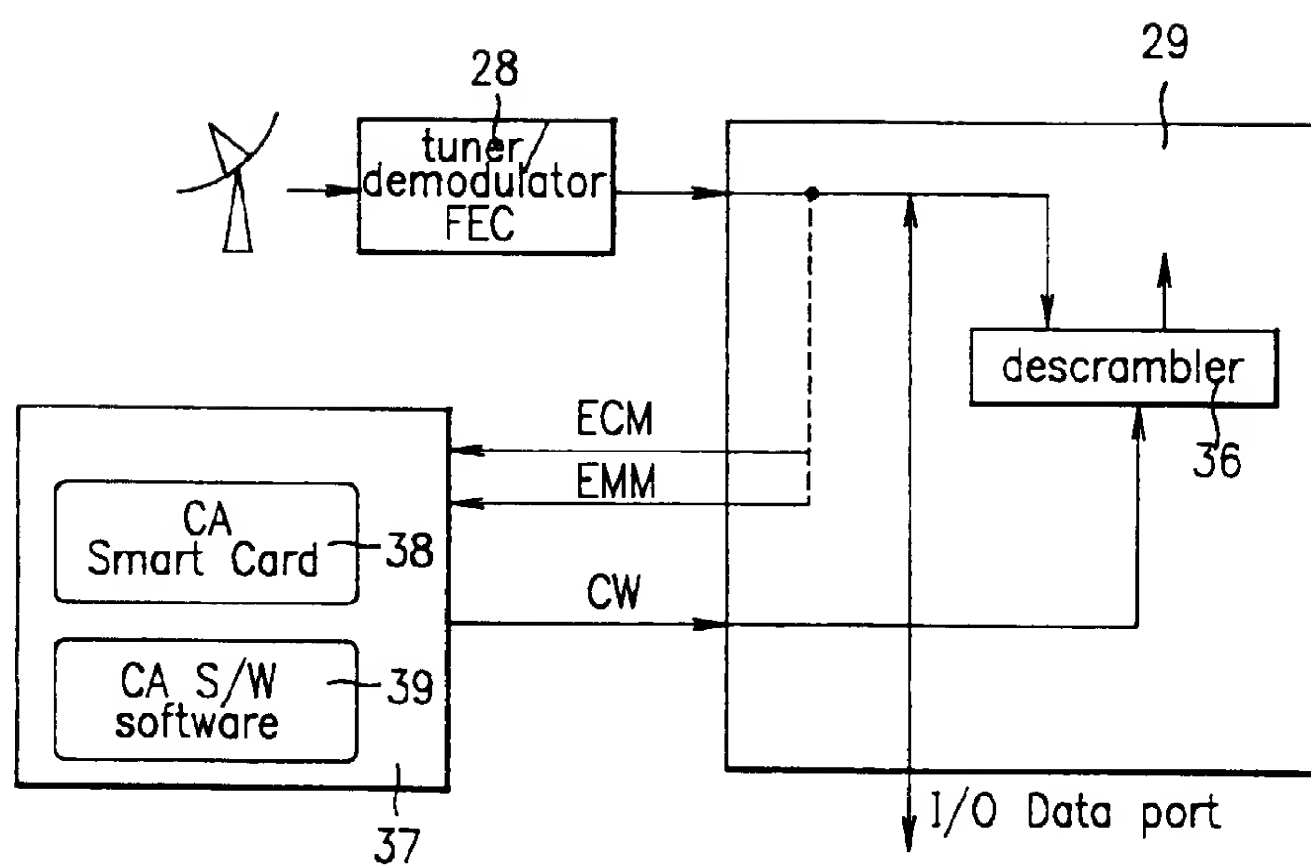 28
29
tuner
demodulator
FEC
descrambler
36
ECM
EMM
CA
Smart Card
38
CW
CA S/W
software
39
37
I/O Data port